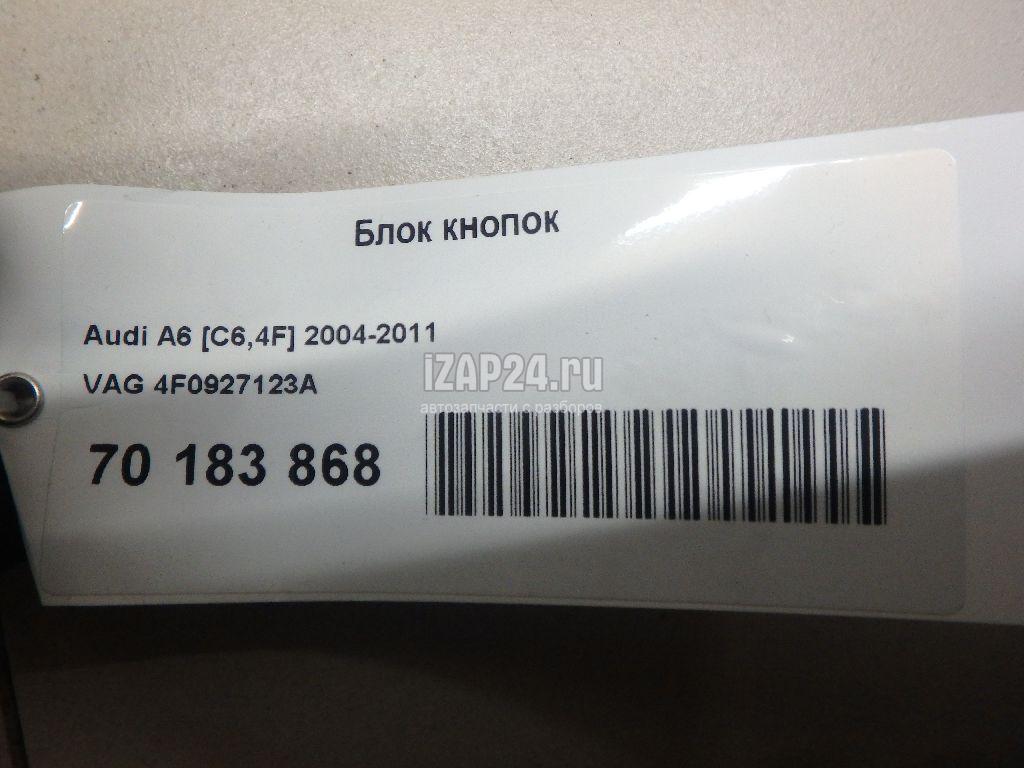 Блок кнопок
Audi A6 [C6,4F] 2004-2011
VAG 4F0927123A
70 183 868
iZAP24.ru
автозапчасти с разборов